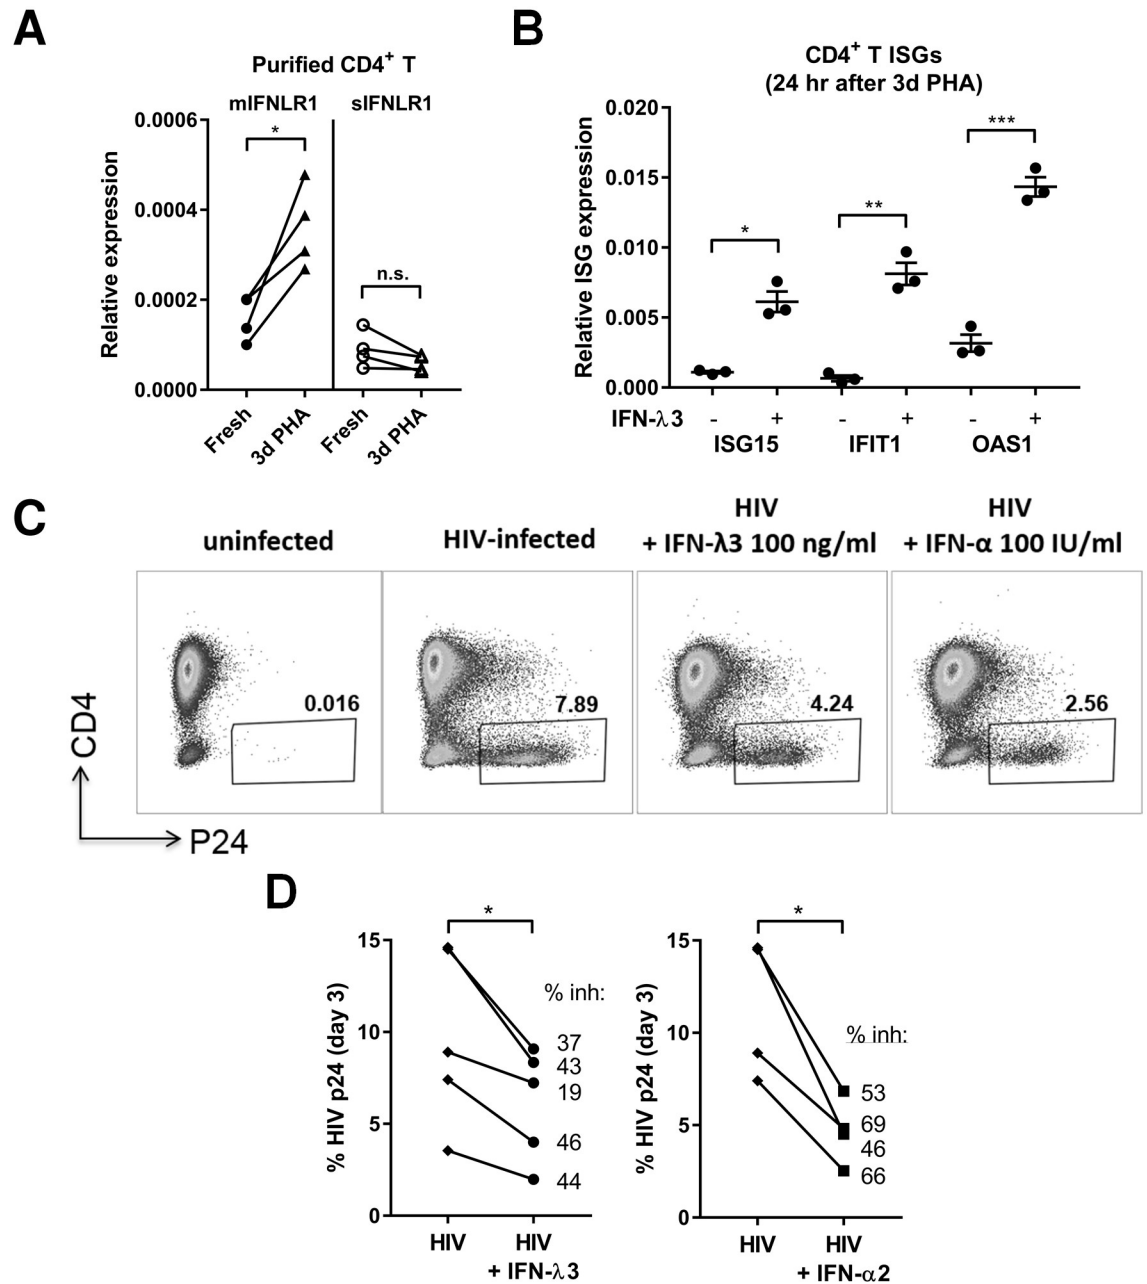 A
Purified CD4+ T
mIFNLR1 sIFNLR1
Relative expression
0.0006
0.0004
0.0002
0.0000
*
n.s.
Fresh
3d PHA
Fresh
3d PHA
B
CD4+ T ISGs
(24 hr after 3d PHA)
Relative ISG expression
0.020
0.015
0.010
0.005
0.000
*
**
***
IFN-λ3 - + - + - +
ISG15 IFIT1 OAS1
C
uninfected
HIV-infected
HIV
+ IFN-λ3 100 ng/ml
HIV
+ IFN-α 100 IU/ml
CD4
P24
0.016
7.89
4.24
2.56
D
% HIV p24 (day 3)
15
10
5
0
*
% inh:
37
43
19
46
44
HIV
HIV
+ IFN-λ3
% HIV p24 (day 3)
15
10
5
0
*
% inh:
53
69
46
66
HIV
HIV
+ IFN-α2